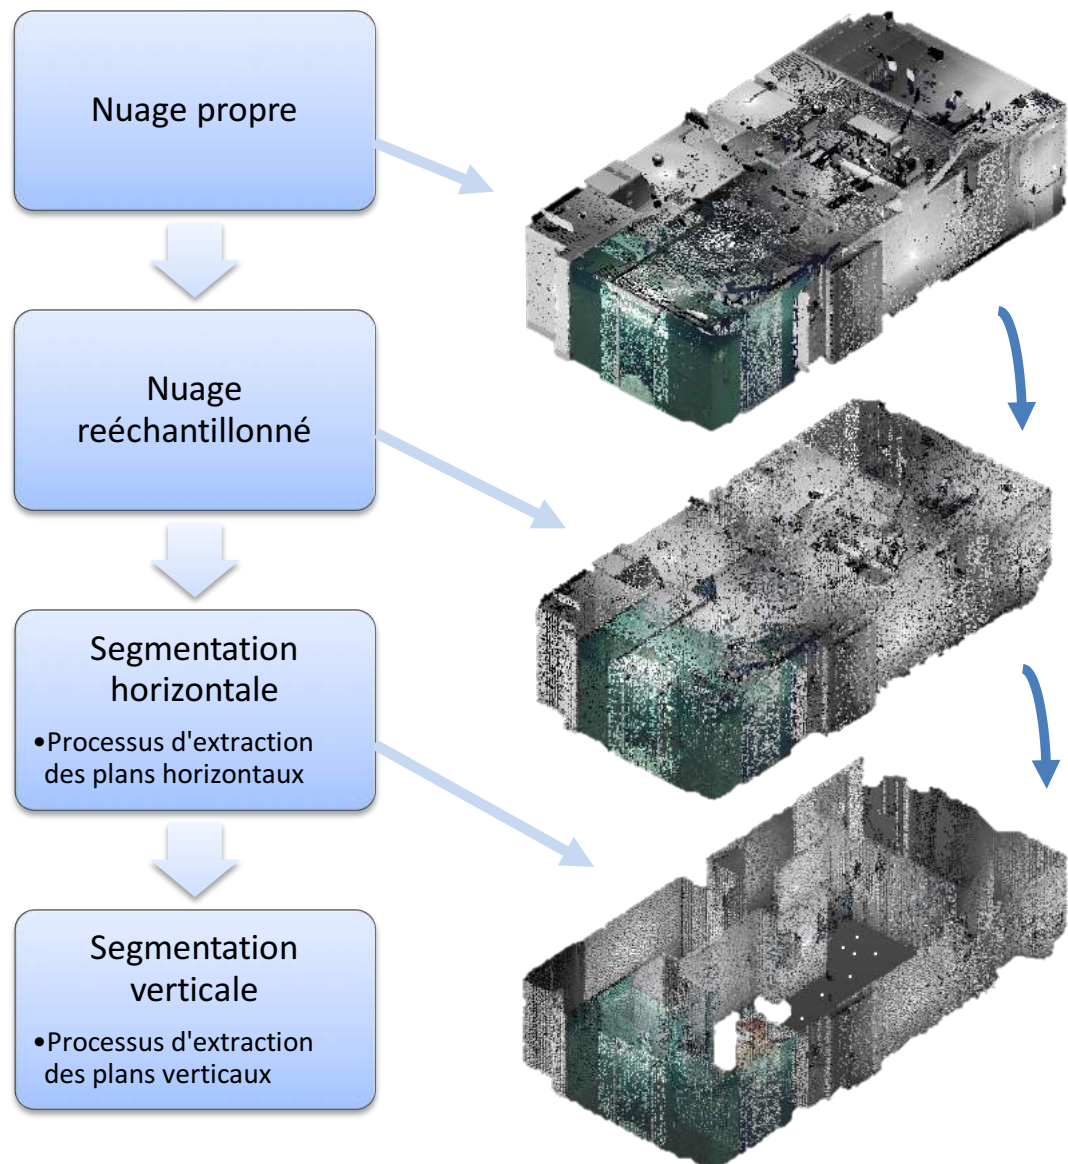 Nuage propre
Nuage
reéchantillonné
Segmentation
horizontale
•Processus d'extraction
des plans horizontaux
Segmentation
verticale
•Processus d'extraction
des plans verticaux